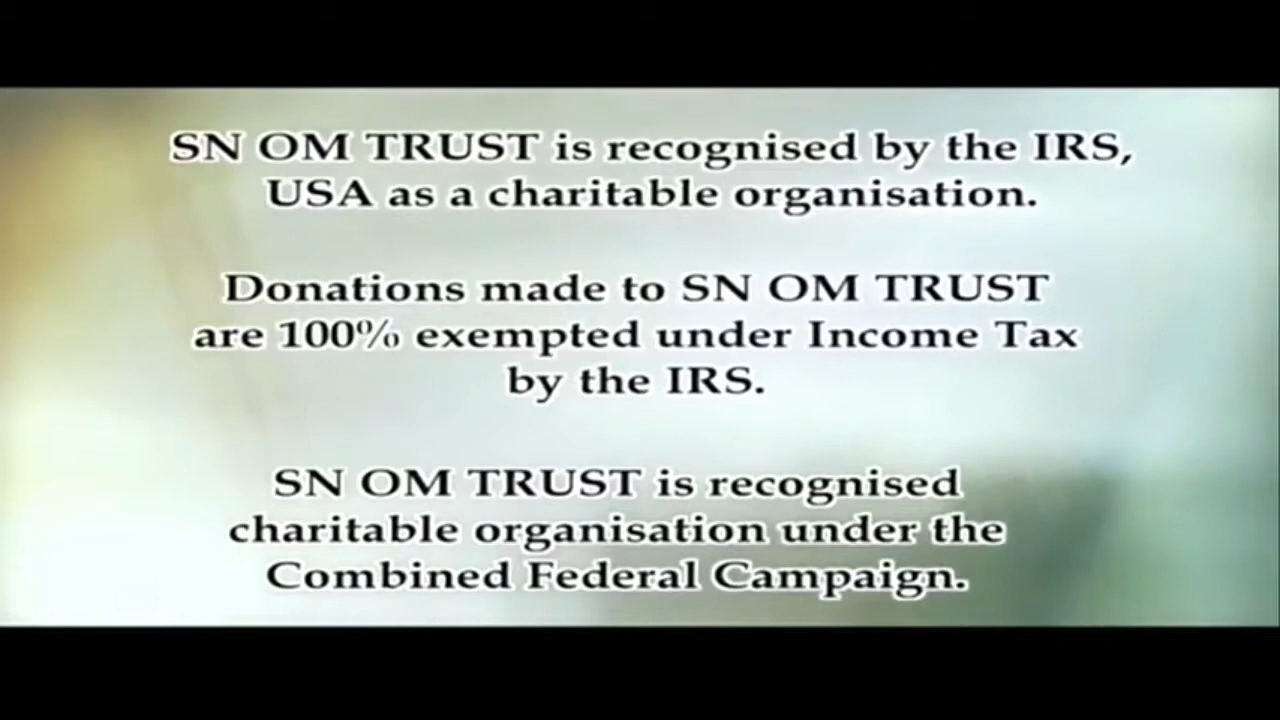 SN OM TRUST is recognised by the IRS,
USA as a charitable organisation.
Donations made to SN OM TRUST
are 100% exempted under Income Tax
by the IRS.
SN OM TRUST is recognised
charitable organisation under the
Combined Federal Campaign.